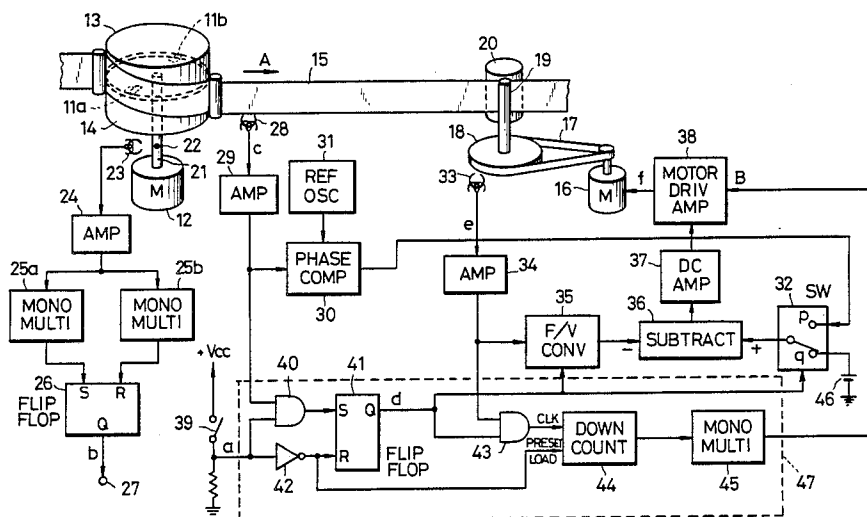 13
11b
11a
14
A
15
20
19
18
17
22
23
21
M
12
28
c
29
AMP
31
REF
OSC
33
16
M
f
38
MOTOR
DRIV
AMP
B
24
AMP
30
PHASE
COMP
e
AMP
34
37
DC
AMP
25a
MONO
MULTI
25b
MONO
MULTI
35
F/V
CONV
36
SUBTRACT
-
+
32
SW
p
q
46
+Vcc
26
FLIP
FLOP
S
R
Q
b
27
39
a
40
41
S
Q
R
d
FLIP
FLOP
42
43
CLK
PRESET
LOAD
DOWN
COUNT
44
MONO
MULTI
45
47